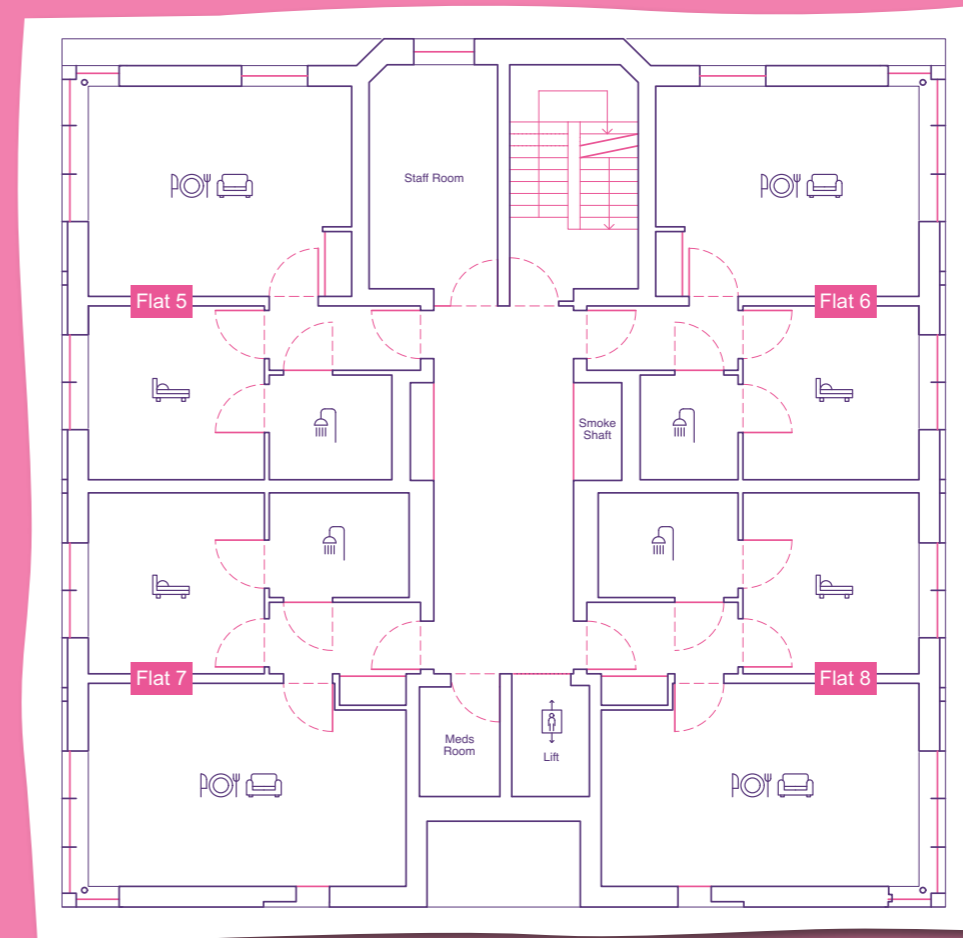 Staff Room
Flat 5
Flat 6
Smoke
Shaft
Flat 7
Flat 8
Meds
Room
Lift